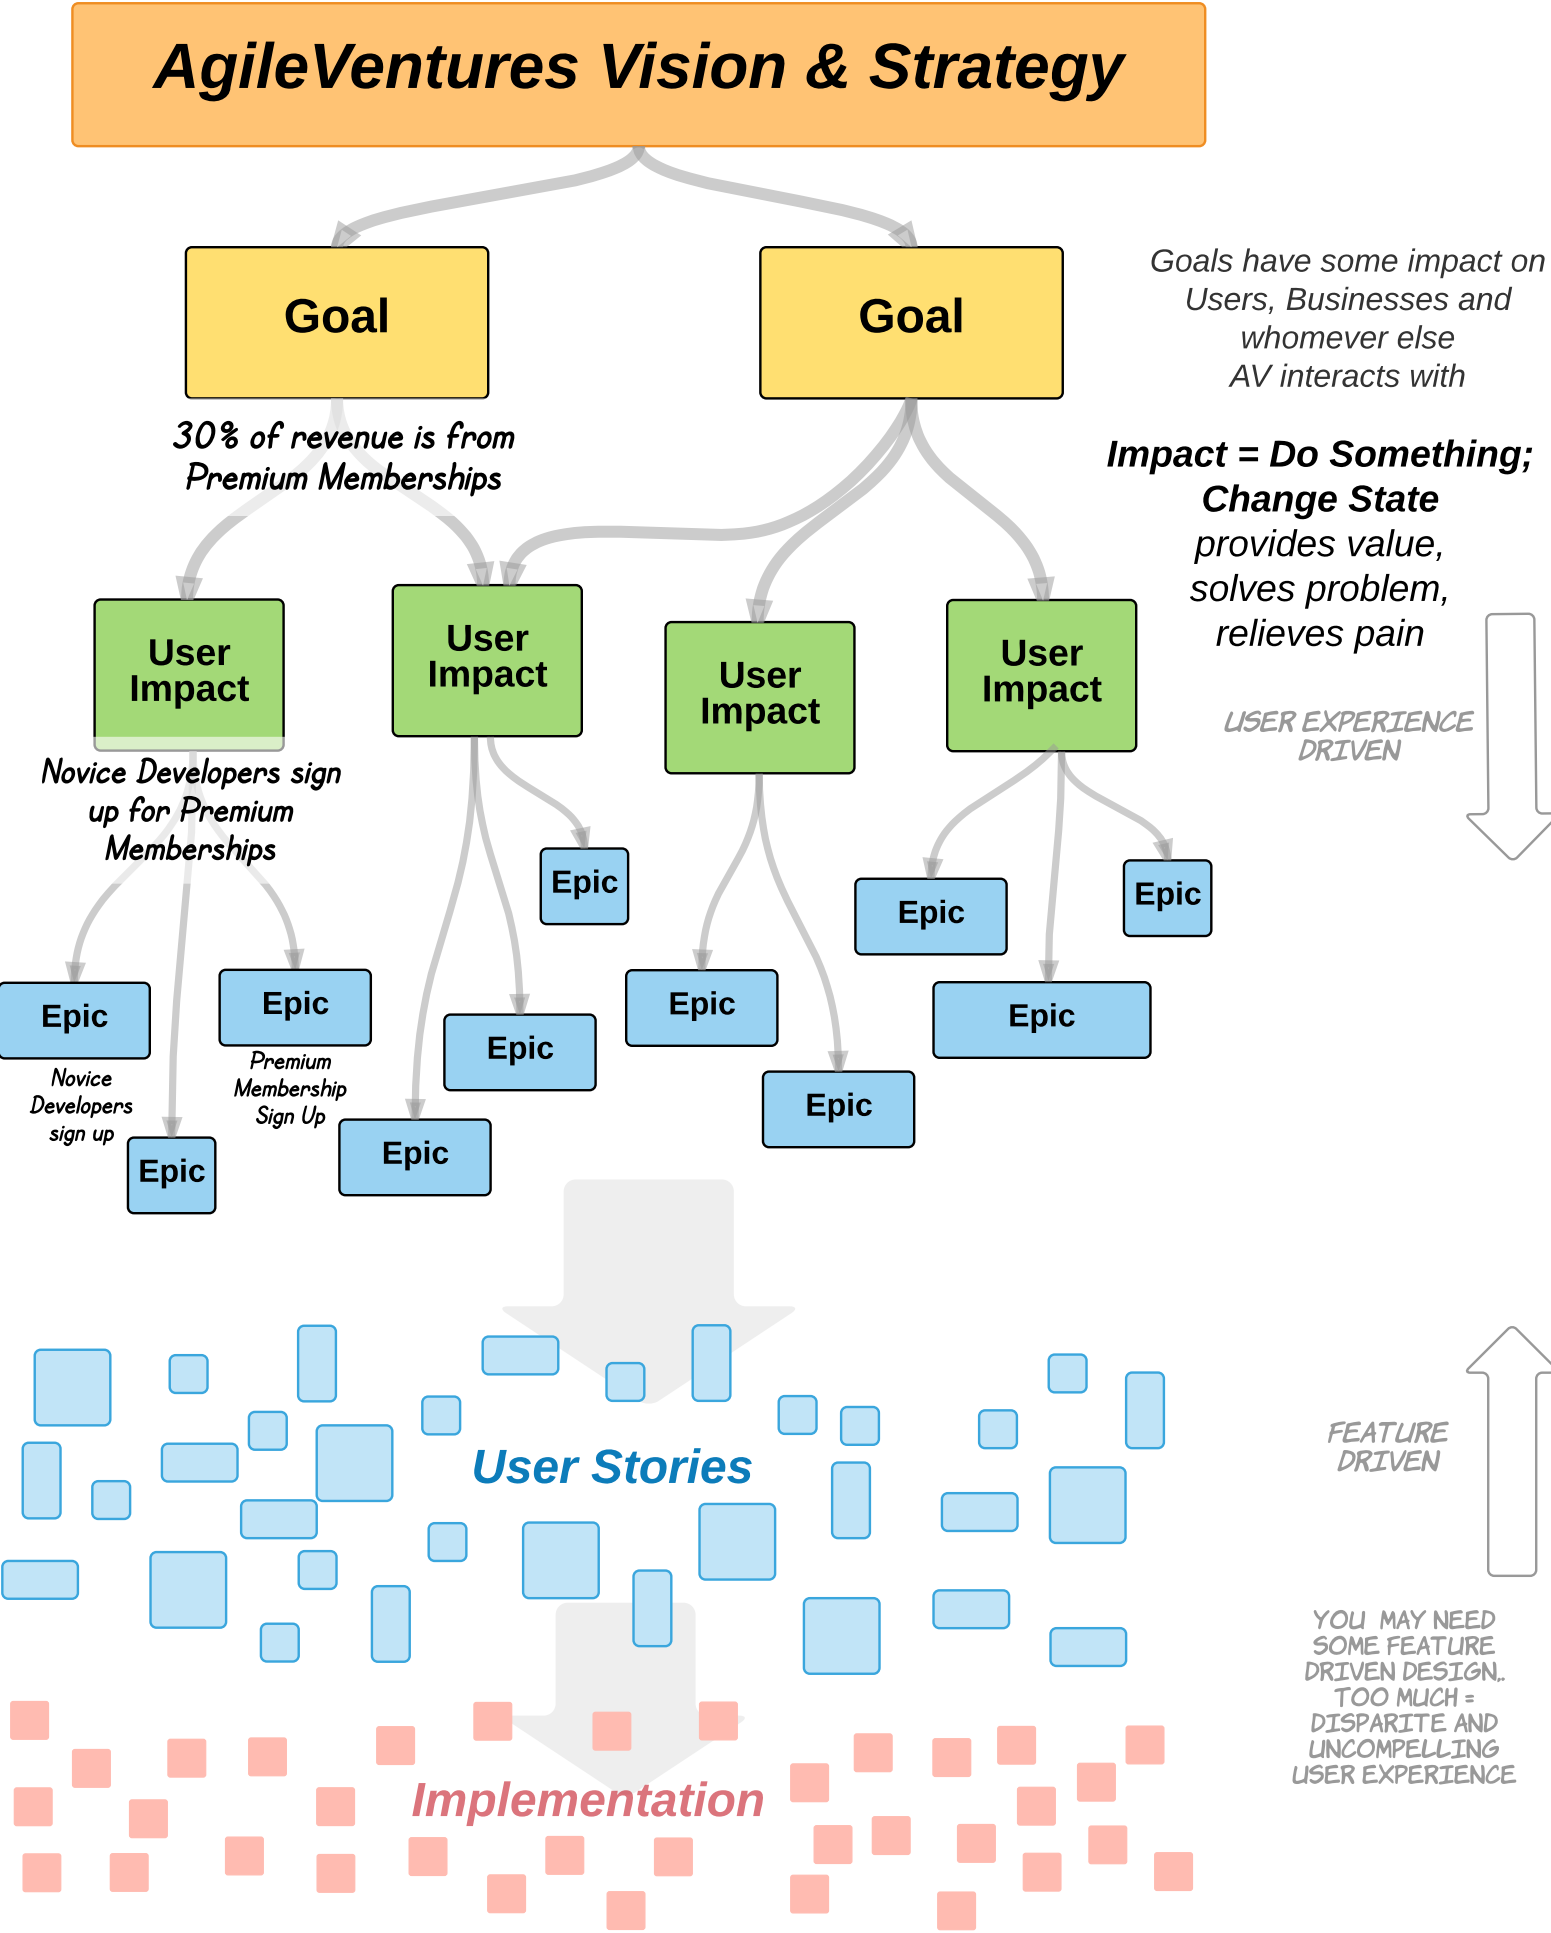 AgileVentures Vision & Strategy
Goal
Goal
Goals have some impact on
Users, Businesses and
whomever else
AV interacts with
30% of revenue is from
Premium Memberships
Impact = Do Something;
Change State
provides value,
solves problem,
relieves pain
User
Impact
User
Impact
User
Impact
User
Impact
USER EXPERIENCE
DRIVEN
Novice Developers sign
up for Premium
Memberships
Epic
Epic
Epic
Epic
Novice
Developers
sign up
Epic
Premium
Membership
Sign Up
Epic
Epic
Epic
Epic
Epic
Epic
Epic
User Stories
FEATURE
DRIVEN
YOU MAY NEED
SOME FEATURE
DRIVEN DESIGN,.
TOO MUCH =
DISPARITE AND
UNCOMPELLING
USER EXPERIENCE
Implementation